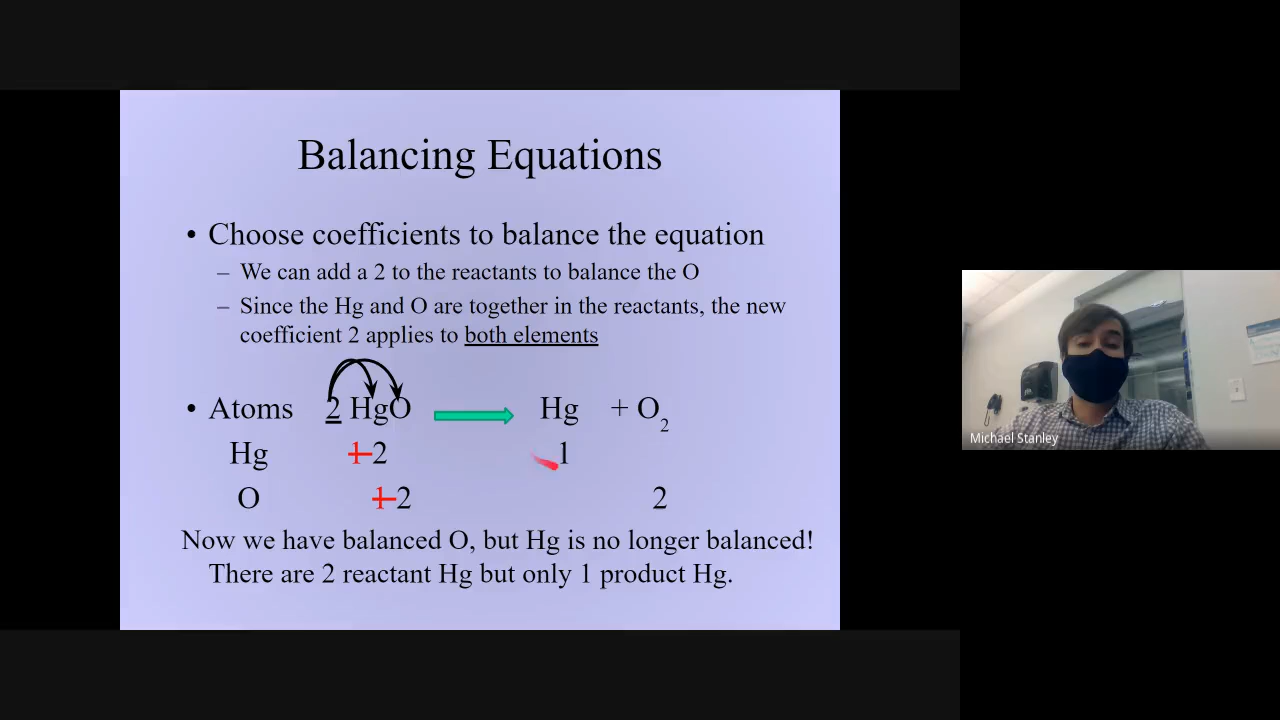 Balancing Equations
• Choose coefficients to balance the equation
– We can add a 2 to the reactants to balance the O
– Since the Hg and O are together in the reactants, the new
coefficient 2 applies to both elements
• Atoms 2 HgO Hg + O2
Hg 1 2 1
O 1 2 2
Now we have balanced O, but Hg is no longer balanced!
There are 2 reactant Hg but only 1 product Hg.
Michael Stanley